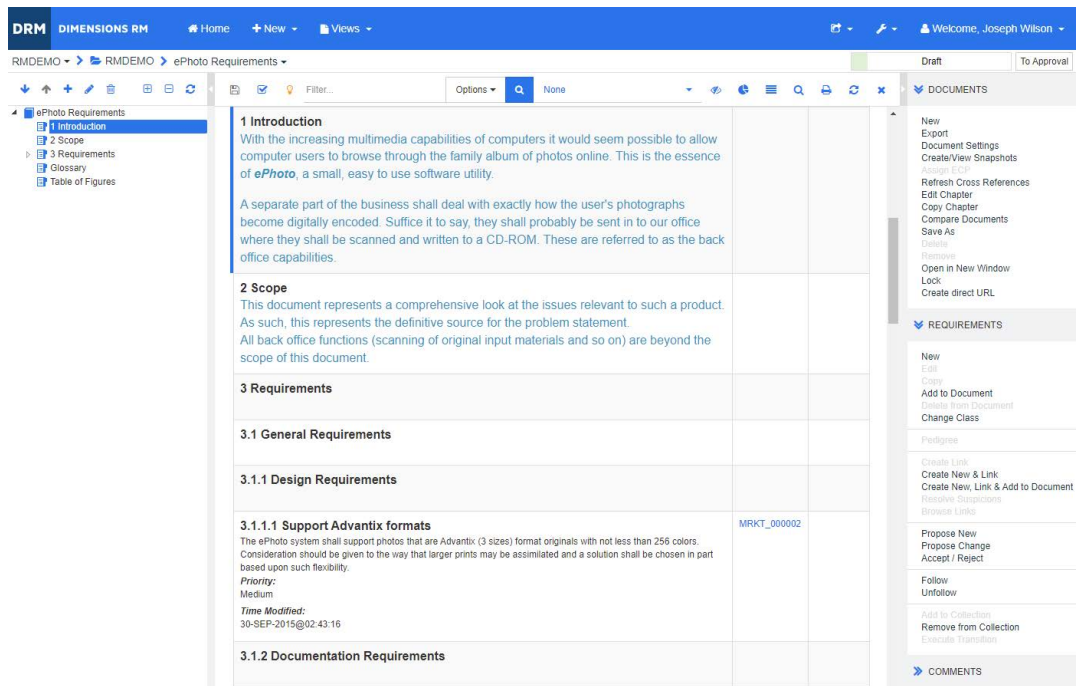 DRM DIMENSIONS RM Home New Views Welcome, Joseph Wilson
RMDEMO RMDEMO ePhoto Requirements Draft To Approval
Filter... Options None
ePhoto Requirements
1 Introduction
2 Scope
3 Requirements
Glossary
Table of Figures
1 Introduction
With the increasing multimedia capabilities of computers it would seem possible to allow
computer users to browse through the family album of photos online. This is the essence
of ePhoto, a small, easy to use software utility.
A separate part of the business shall deal with exactly how the user's photographs
become digitally encoded. Suffice it to say, they shall probably be sent in to our office
where they shall be scanned and written to a CD-ROM. These are referred to as the back
office capabilities.
2 Scope
This document represents a comprehensive look at the issues relevant to such a product.
As such, this represents the definitive source for the problem statement.
All back office functions (scanning of original input materials and so on) are beyond the
scope of this document.
3 Requirements
3.1 General Requirements
3.1.1 Design Requirements
3.1.1.1 Support Advantix formats MRKT_000002
The ePhoto system shall support photos that are Advantix (3 sizes) format originals with not less than 256 colors.
Consideration should be given to the way that larger prints may be assimilated and a solution shall be chosen in part
based upon such flexibility.
Priority:
Medium
Time Modified:
30-SEP-2015@02:43:16
3.1.2 Documentation Requirements
DOCUMENTS
New
Export
Document Settings
Create/View Snapshots
Assign ECP
Refresh Cross References
Edit Chapter
Copy Chapter
Compare Documents
Save As
Delete
Remove
Open in New Window
Lock
Create direct URL
REQUIREMENTS
New
Edit
Copy
Add to Document
Delete from Document
Change Class
Pedigree
Create Link
Create New & Link
Create New, Link & Add to Document
Resolve Suspicions
Browse Links
Propose New
Propose Change
Accept / Reject
Follow
Unfollow
Add to Collection
Remove from Collection
Execute Transition
COMMENTS